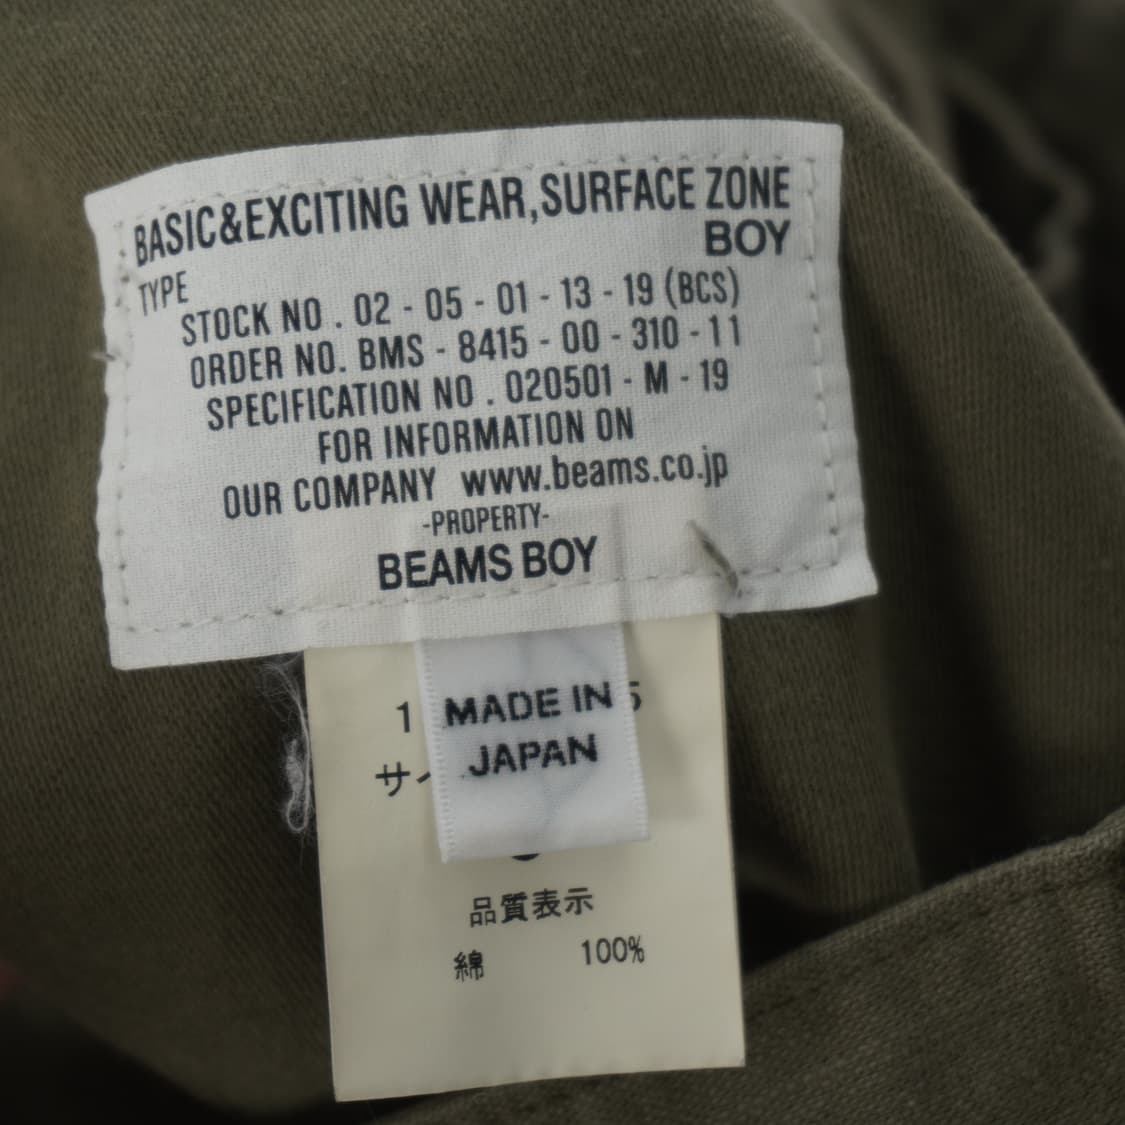 BASIC&EXCITING WEAR,SURFACE ZONE
BOY
TYPE
STOCK NO . 02 - 05 - 01 - 13 - 19 (BCS)
ORDER NO. BMS - 8415 - 00 - 310 - 11
SPECIFICATION NO . 020501 - M - 19
FOR INFORMATION ON
OUR COMPANY www.beams.co.jp
-PROPERTY-
BEAMS BOY
MADE IN
JAPAN
品質表示
綿 100%